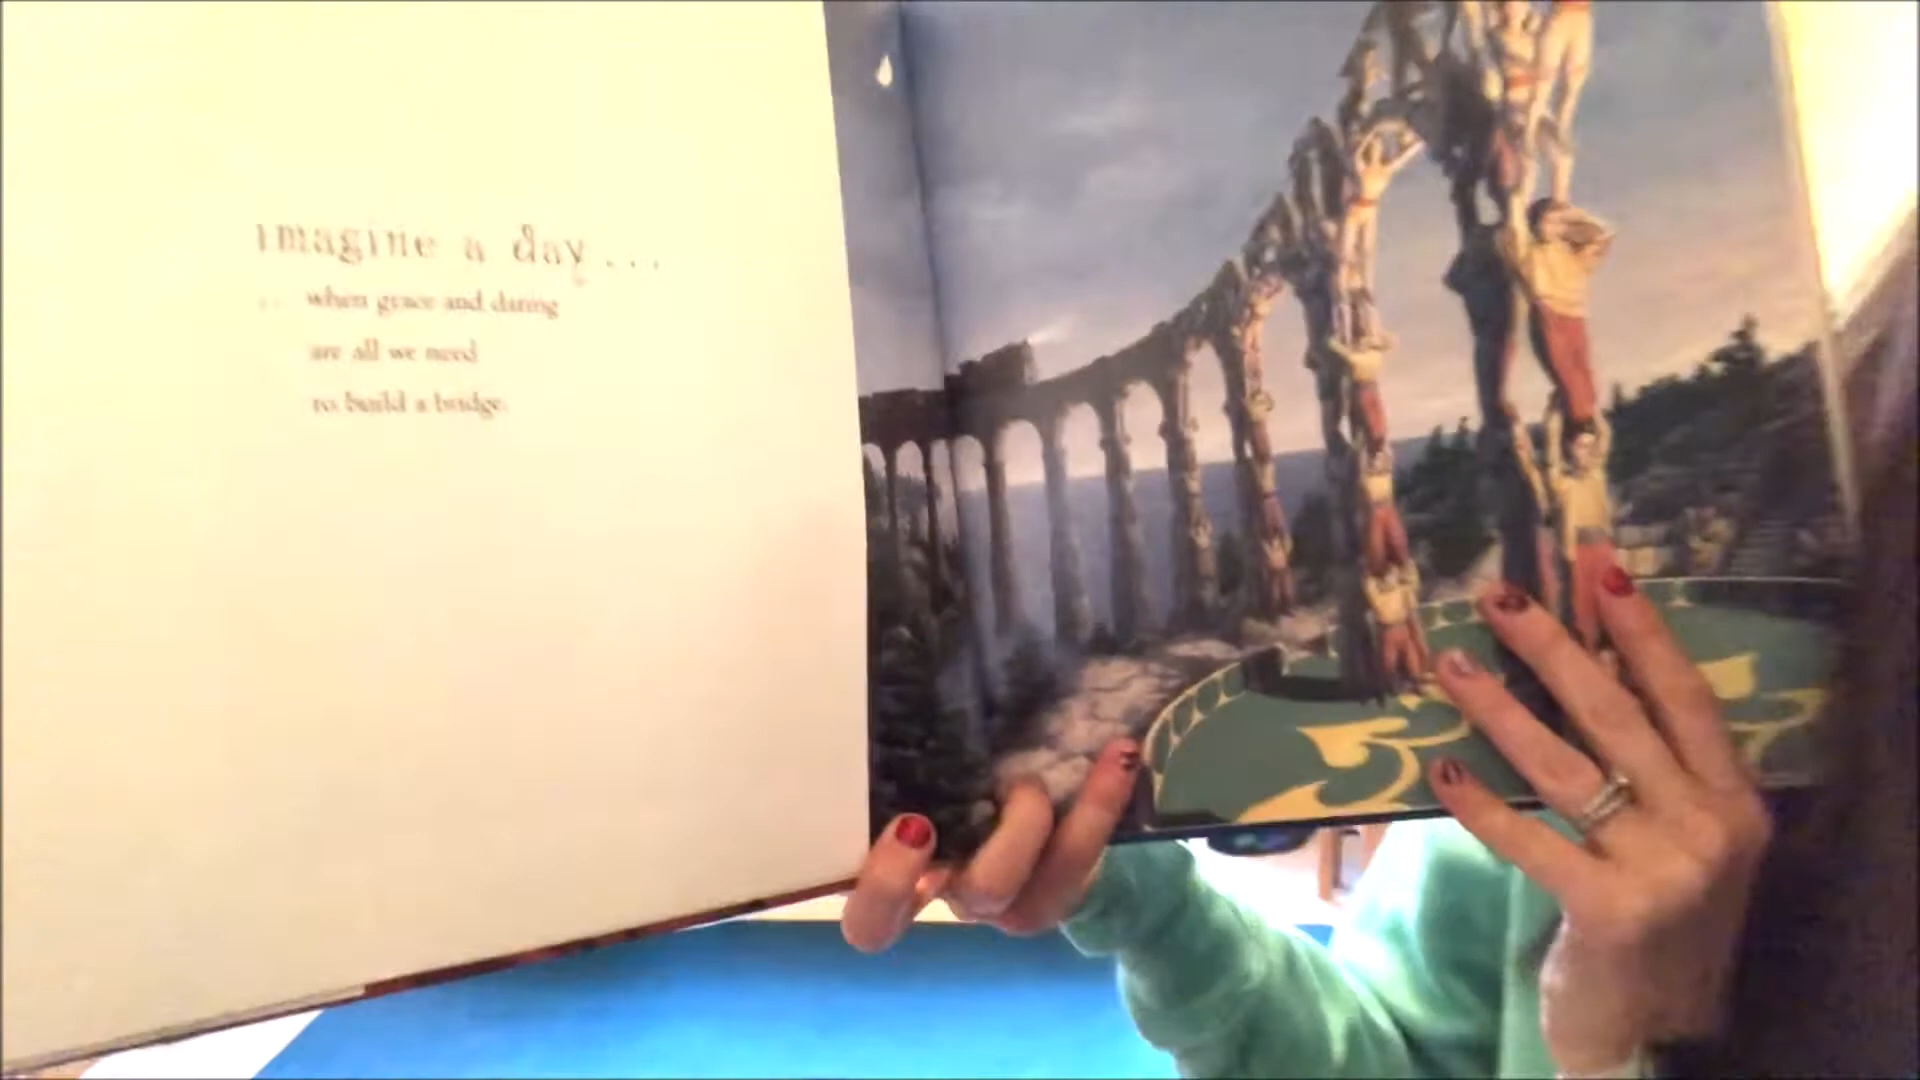 imagine a day...
... when grace and daring
are all we need
to build a bridge.